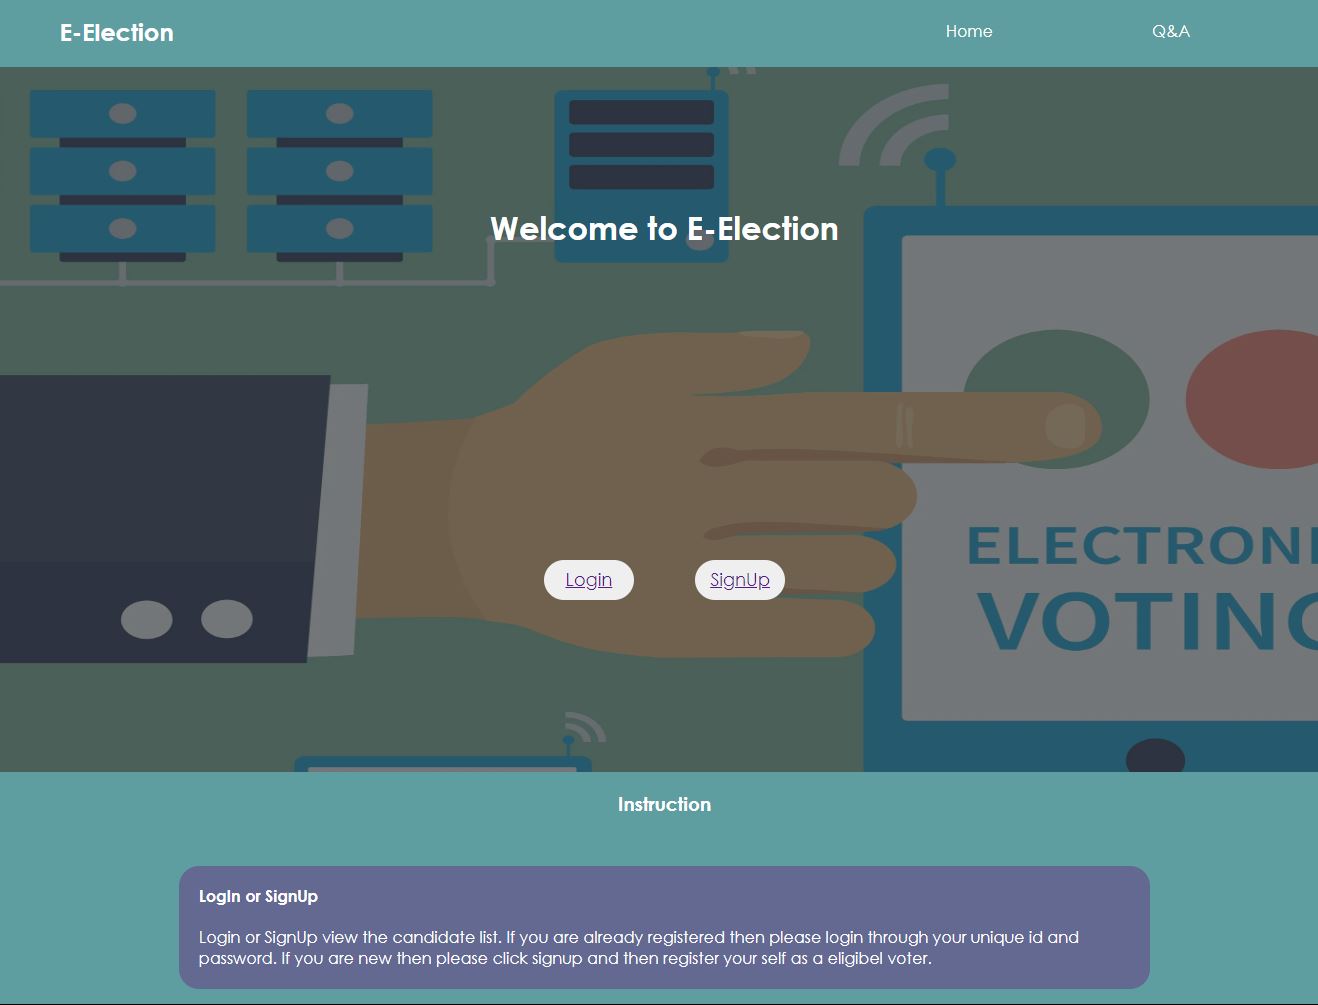 E-Election
Home
Q&A
Welcome to E-Election
ELECTRONI
VOTING
Login
SignUp
Instruction
LogIn or SignUp
Login or SignUp view the candidate list. If you are already registered then please login through your unique id and
password. If you are new then please click signup and then register your self as a eligibel voter.